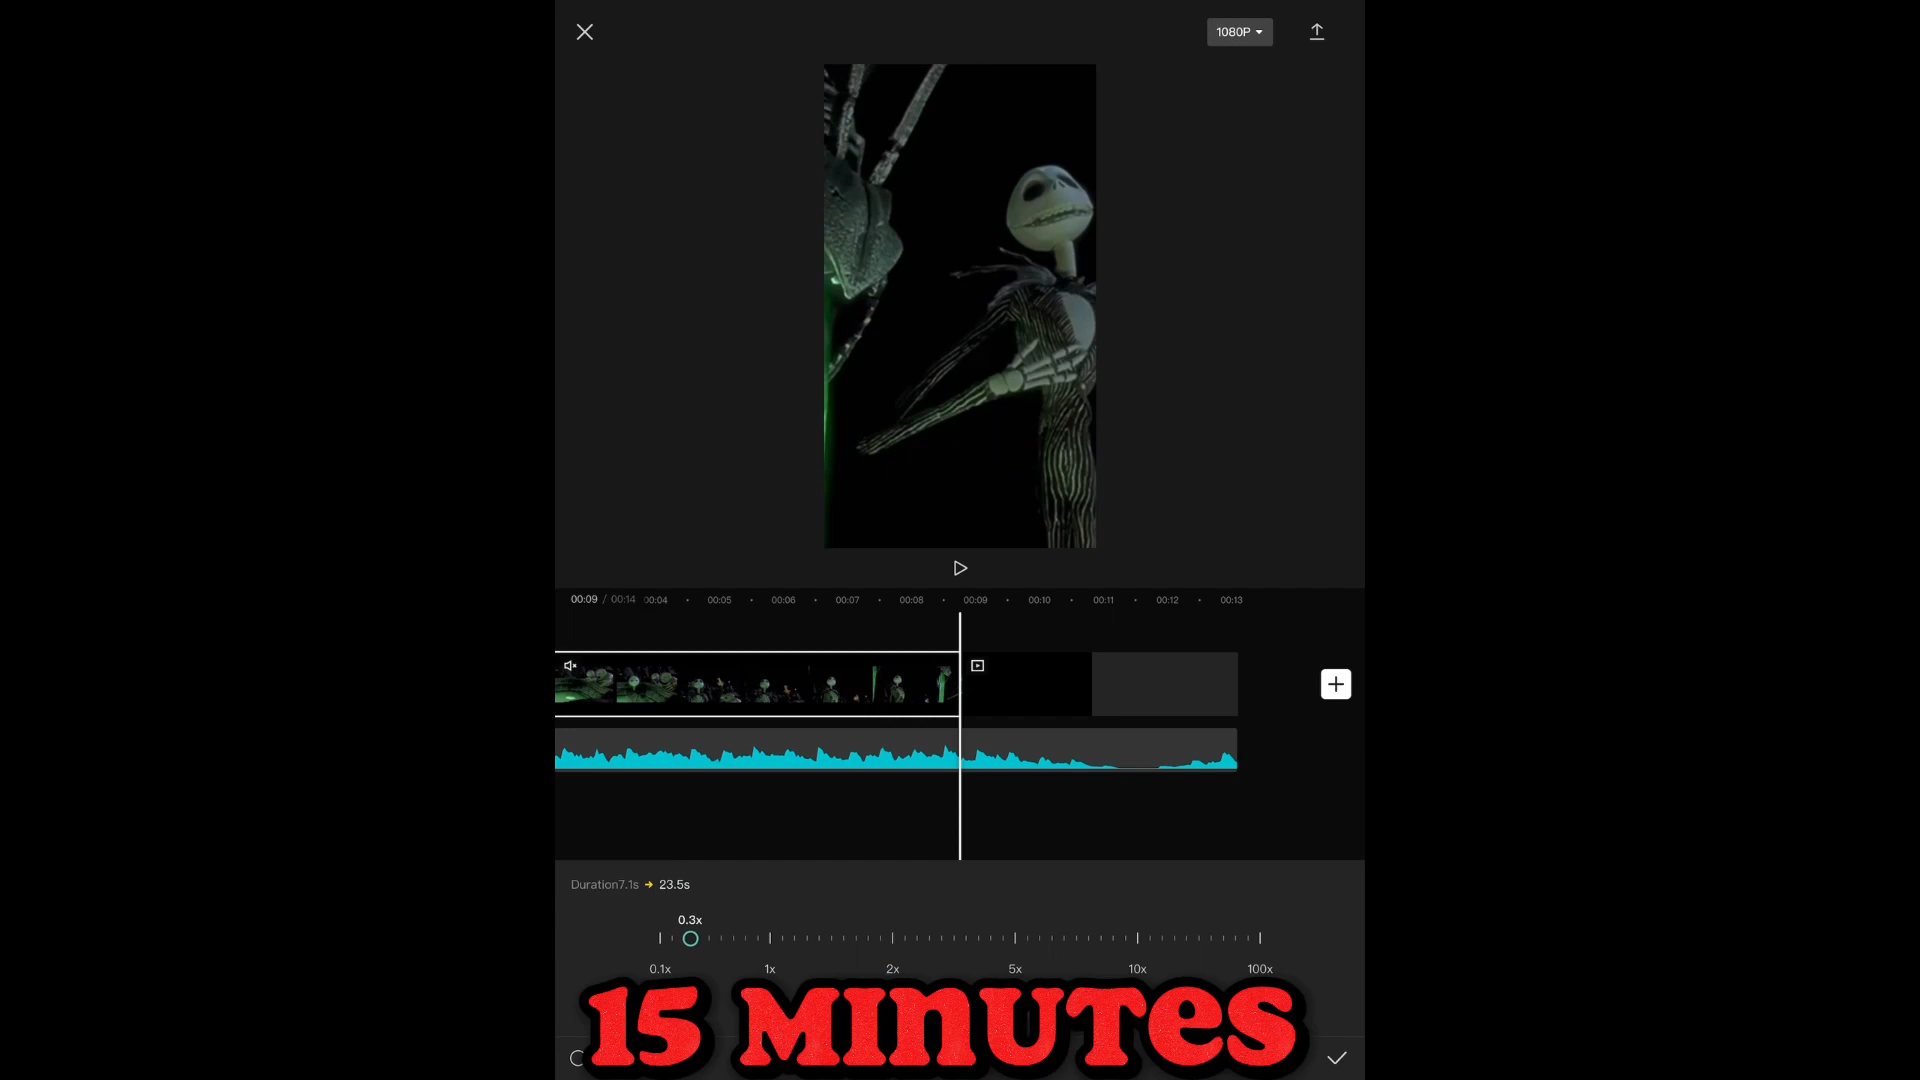 1080P
00:09 / 00:14 00:04 00:05 00:06 00:07 00:08 00:09 00:10 00:11 00:12 00:13
Duration7.1s 23.5s
0.3x
0.1x 1x 2x 5x 10x 100x
15 MINUTES